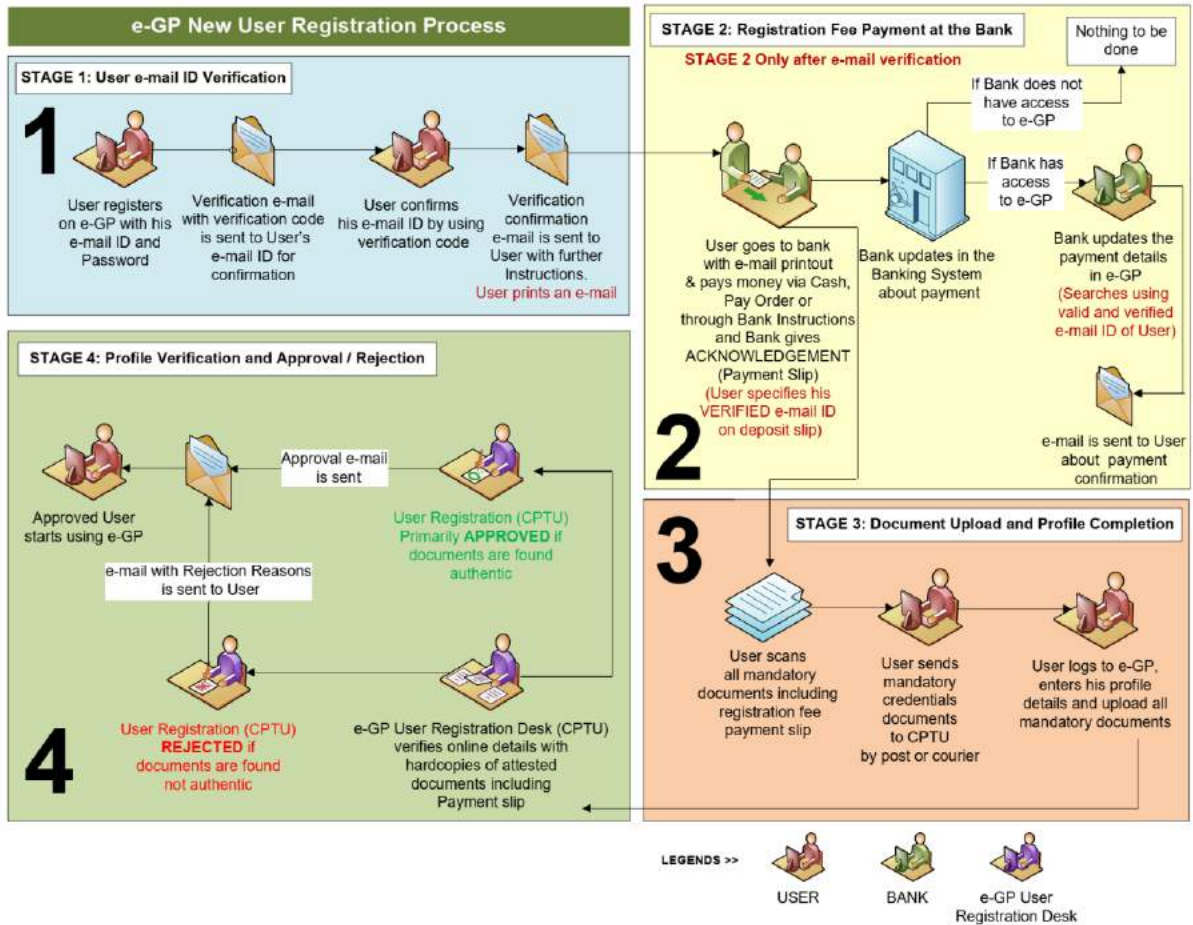 e-GP New User Registration Process
STAGE 1: User e-mail ID Verification
1
User registers
on e-GP with his
e-mail ID and
Password
Verification e-mail
with verification code
is sent to User's
e-mail ID for
confirmation
User confirms
his e-mail ID by using
verification code
Verification
confirmation
e-mail is sent to
User with further
Instructions.
User prints an e-mail
STAGE 2: Registration Fee Payment at the Bank
STAGE 2 Only after e-mail verification
Nothing to be
done
If Bank does not
have access
to e-GP
If Bank has
access
to e-GP
User goes to bank
with e-mail printout
& pays money via Cash,
Pay Order or
through Bank Instructions
and Bank gives
ACKNOWLEDGEMENT
(Payment Slip)
(User specifies his
VERIFIED e-mail ID
on deposit slip)
Bank updates in the
Banking System
about payment
Bank updates the
payment details
in e-GP
(Searches using
valid and verified
e-mail ID of User)
e-mail is sent to User
about payment
confirmation
2
3
STAGE 3: Document Upload and Profile Completion
User scans
all mandatory
documents including
registration fee
payment slip
User sends
mandatory
credentials
documents
to CPTU
by post or courier
User logs to e-GP,
enters his profile
details and upload all
mandatory documents
STAGE 4: Profile Verification and Approval / Rejection
Approved User
starts using e-GP
Approval e-mail
is sent
User Registration (CPTU)
Primarily APPROVED if
documents are found
authentic
e-mail with Rejection Reasons
is sent to User
4
User Registration (CPTU)
REJECTED if
documents are found
not authentic
e-GP User Registration Desk (CPTU)
verifies online details with
hardcopies of attested
documents including
Payment slip
LEGENDS >>
USER
BANK
e-GP User
Registration Desk